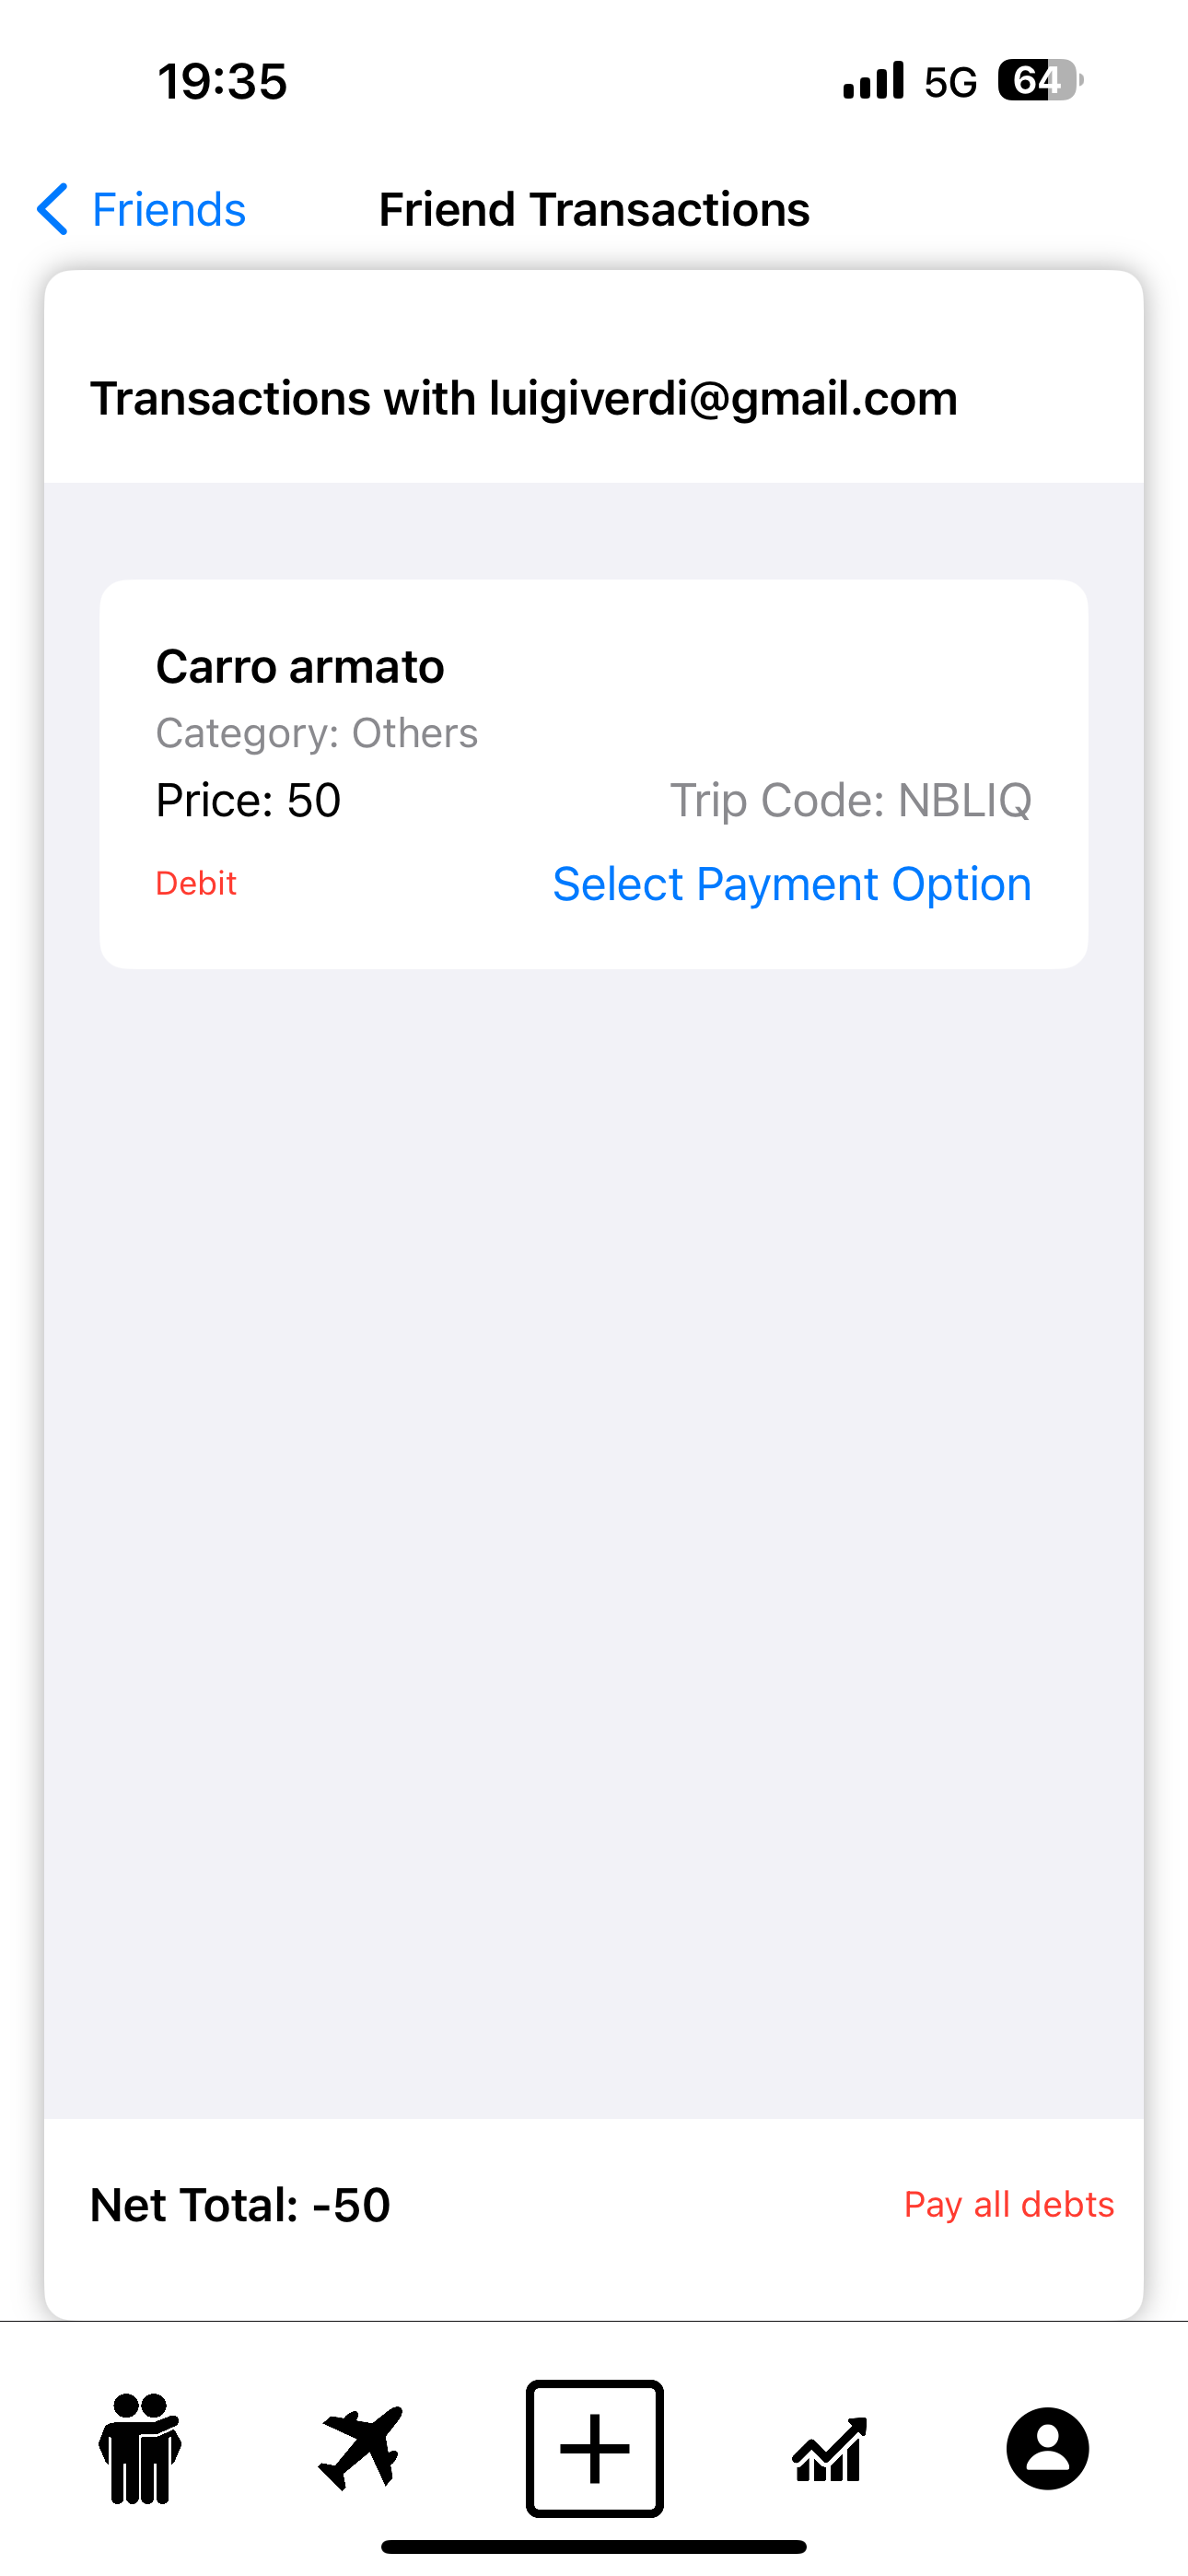 19:35
5G 64
Friends Friend Transactions
Transactions with luigiverdi@gmail.com
Carro armato
Category: Others
Price: 50 Trip Code: NBLIQ
Debit Select Payment Option
Net Total: -50 Pay all debts